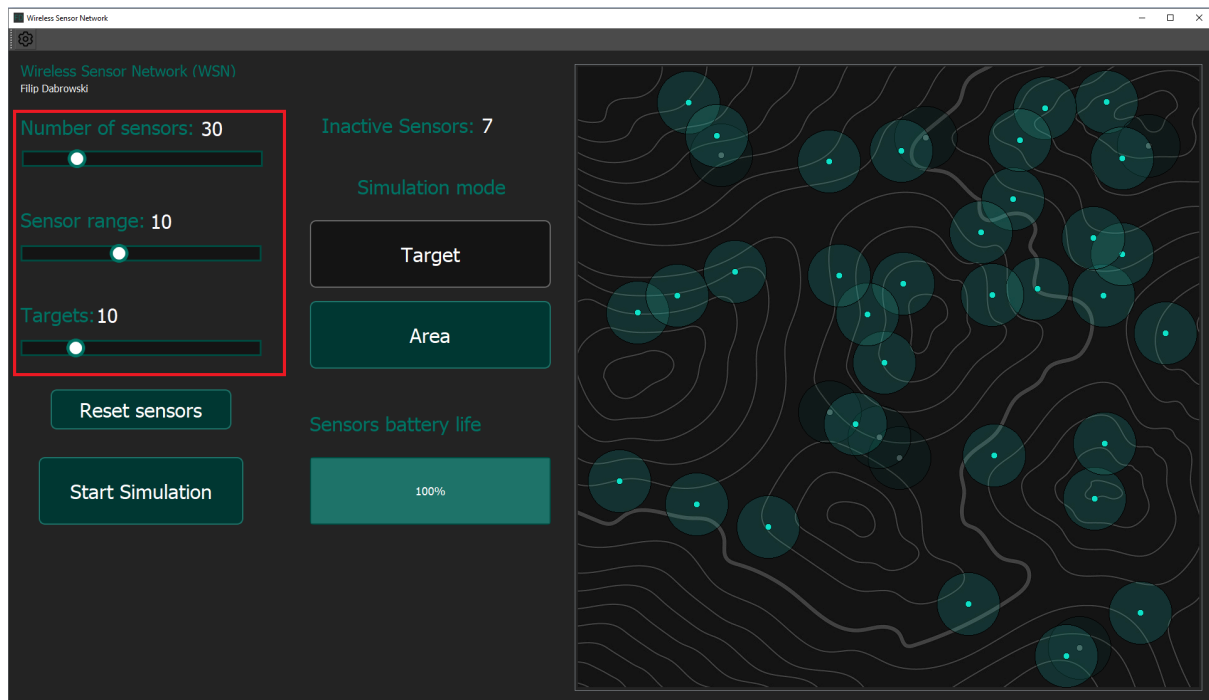 Wireless Sensor Network
Wireless Sensor Network (WSN)
Filip Dabrowski
Number of sensors: 30
Sensor range: 10
Targets: 10
Reset sensors
Start Simulation
Inactive Sensors: 7
Simulation mode
Target
Area
Sensors battery life
100%